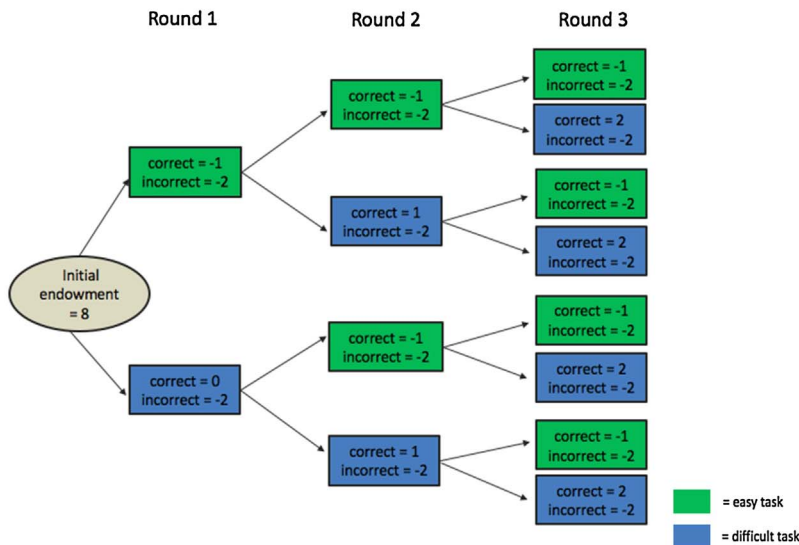 Round 1
Round 2
Round 3
Initial
endowment
= 8
correct = -1
incorrect = -2
correct = 0
incorrect = -2
correct = -1
incorrect = -2
correct = 1
incorrect = -2
correct = -1
incorrect = -2
correct = 1
incorrect = -2
correct = -1
incorrect = -2
correct = 2
incorrect = -2
correct = -1
incorrect = -2
correct = 2
incorrect = -2
correct = -1
incorrect = -2
correct = 2
incorrect = -2
correct = -1
incorrect = -2
correct = 2
incorrect = -2
= easy task
= difficult task